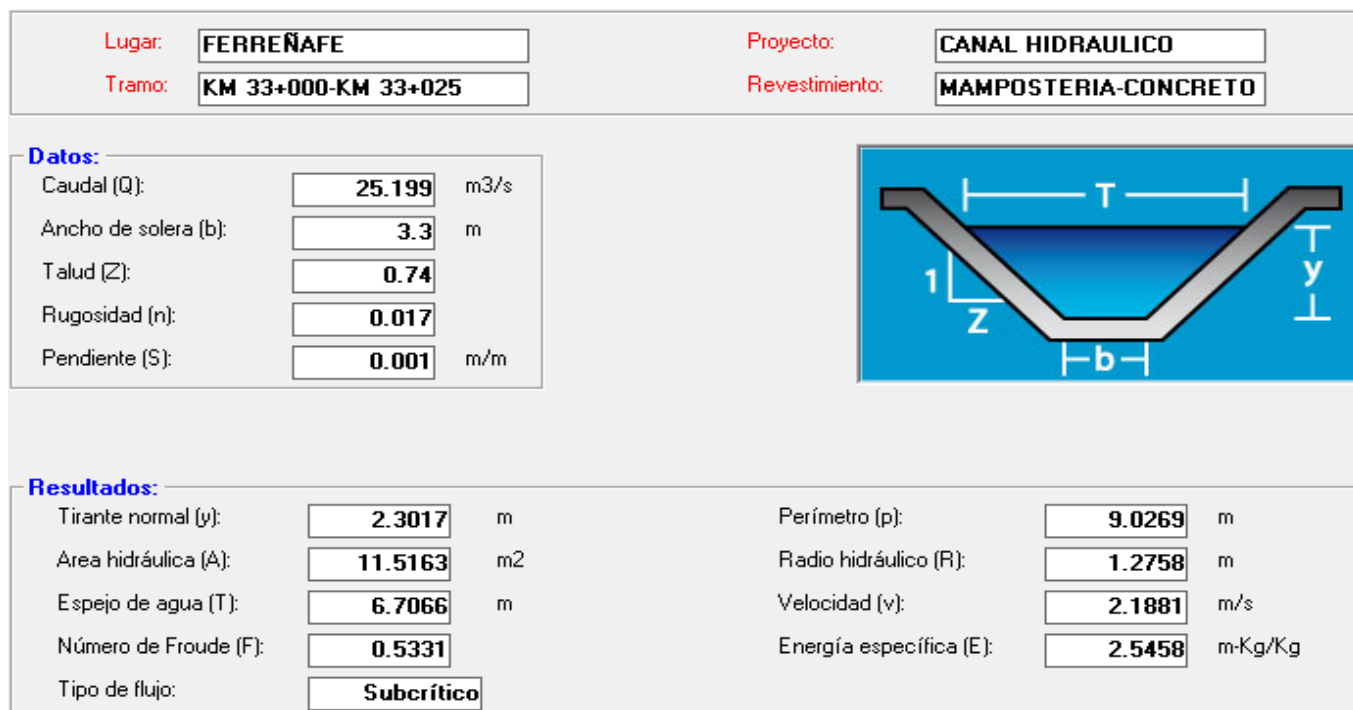 Lugar: FERREÑAFE Proyecto: CANAL HIDRAULICO
Tramo: KM 33+000-KM 33+025 Revestimiento: MAMPOSTERIA-CONCRETO
Datos:
Caudal (Q): 25.199 m3/s
Ancho de solera (b): 3.3 m
Talud (Z): 0.74
Rugosidad (n): 0.017
Pendiente (S): 0.001 m/m
T
y
1
Z
b
Resultados:
Tirante normal (y): 2.3017 m Perímetro (p): 9.0269 m
Area hidráulica (A): 11.5163 m2 Radio hidráulico (R): 1.2758 m
Espejo de agua (T): 6.7066 m Velocidad (v): 2.1881 m/s
Número de Froude (F): 0.5331 Energía específica (E): 2.5458 m-Kg/Kg
Tipo de flujo: Subcrítico